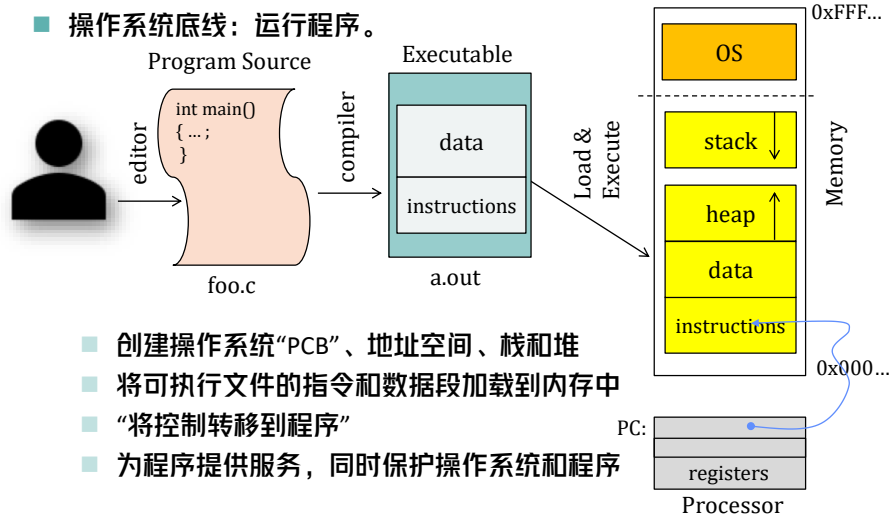 操作系统底线：运行程序。
Program Source
Executable
0xFFF...
OS
int main()
{ ... ;
}
editor
compiler
data
instructions
Load &
Execute
stack
heap
data
instructions
Memory
foo.c
a.out
0x000...
创建操作系统“PCB”、地址空间、栈和堆
将可执行文件的指令和数据段加载到内存中
“将控制转移到程序”
为程序提供服务，同时保护操作系统和程序
PC:
registers
Processor